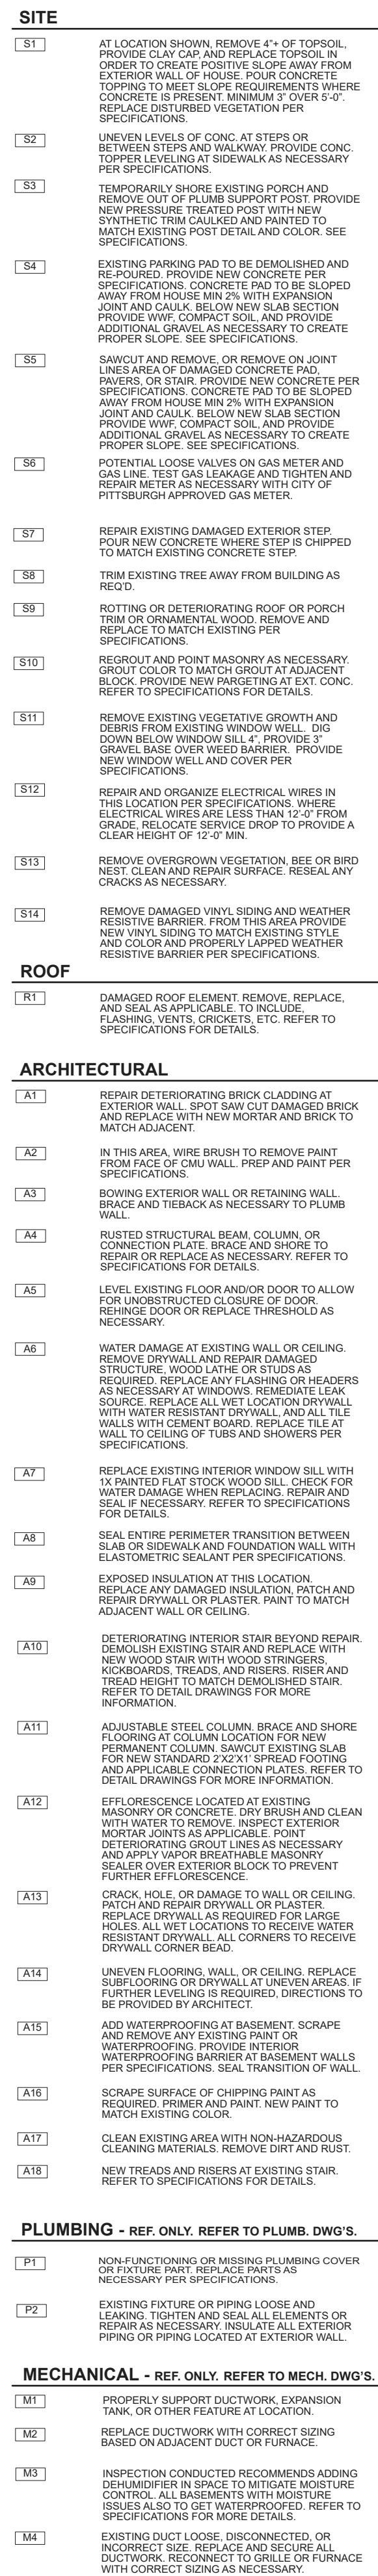 SITE
S1
AT LOCATION SHOWN, REMOVE 4"+ OF TOPSOIL,
PROVIDE CLAY CAP, AND REPLACE TOPSOIL IN
ORDER TO CREATE POSITIVE SLOPE AWAY FROM
EXTERIOR WALL OF HOUSE. POUR CONCRETE
TOPPING TO MEET SLOPE REQUIREMENTS WHERE
CONCRETE IS PRESENT. MINIMUM 3" OVER 5'-0".
REPLACE DISTURBED VEGETATION PER
SPECIFICATIONS.
S2
UNEVEN LEVELS OF CONC. AT STEPS OR
BETWEEN STEPS AND WALKWAY. PROVIDE CONC.
TOPPER LEVELING AT SIDEWALK AS NECESSARY
PER SPECIFICATIONS.
S3
TEMPORARILY SHORE EXISTING PORCH AND
REMOVE OUT OF PLUMB SUPPORT POST. PROVIDE
NEW PRESSURE TREATED POST WITH NEW
SYNTHETIC TRIM CAULKED AND PAINTED TO
MATCH EXISTING POST DETAIL AND COLOR. SEE
SPECIFICATIONS.
S4
EXISTING PARKING PAD TO BE DEMOLISHED AND
RE-POURED. PROVIDE NEW CONCRETE PER
SPECIFICATIONS. CONCRETE PAD TO BE SLOPED
AWAY FROM HOUSE MIN 2% WITH EXPANSION
JOINT AND CAULK. BELOW NEW SLAB SECTION
PROVIDE WWF, COMPACT SOIL, AND PROVIDE
ADDITIONAL GRAVEL AS NECESSARY TO CREATE
PROPER SLOPE. SEE SPECIFICATIONS.
S5
SAWCUT AND REMOVE, OR REMOVE ON JOINT
LINES AREA OF DAMAGED CONCRETE PAD,
PAVERS, OR STAIR. PROVIDE NEW CONCRETE PER
SPECIFICATIONS. CONCRETE PAD TO BE SLOPED
AWAY FROM HOUSE MIN 2% WITH EXPANSION
JOINT AND CAULK. BELOW NEW SLAB SECTION
PROVIDE WWF, COMPACT SOIL, AND PROVIDE
ADDITIONAL GRAVEL AS NECESSARY TO CREATE
PROPER SLOPE. SEE SPECIFICATIONS.
S6
POTENTIAL LOOSE VALVES ON GAS METER AND
GAS LINE. TEST GAS LEAKAGE AND TIGHTEN AND
REPAIR METER AS NECESSARY WITH CITY OF
PITTSBURGH APPROVED GAS METER.
S7
REPAIR EXISTING DAMAGED EXTERIOR STEP.
POUR NEW CONCRETE WHERE STEP IS CHIPPED
TO MATCH EXISTING CONCRETE STEP.
S8
TRIM EXISTING TREE AWAY FROM BUILDING AS
REQ'D.
S9
ROTTING OR DETERIORATING ROOF OR PORCH
TRIM OR ORNAMENTAL WOOD. REMOVE AND
REPLACE TO MATCH EXISTING PER
SPECIFICATIONS.
S10
REGROUT AND POINT MASONRY AS NECESSARY.
GROUT COLOR TO MATCH GROUT AT ADJACENT
BLOCK. PROVIDE NEW PARGETING AT EXT. CONC.
REFER TO SPECIFICATIONS FOR DETAILS.
S11
REMOVE EXISTING VEGETATIVE GROWTH AND
DEBRIS FROM EXISTING WINDOW WELL. DIG
DOWN BELOW WINDOW SILL 4", PROVIDE 3"
GRAVEL BASE OVER WEED BARRIER. PROVIDE
NEW WINDOW WELL AND COVER PER
SPECIFICATIONS.
S12
REPAIR AND ORGANIZE ELECTRICAL WIRES IN
THIS LOCATION PER SPECIFICATIONS. WHERE
ELECTRICAL WIRES ARE LESS THAN 12'-0" FROM
GRADE, RELOCATE SERVICE DROP TO PROVIDE A
CLEAR HEIGHT OF 12'-0" MIN.
S13
REMOVE OVERGROWN VEGETATION, BEE OR BIRD
NEST. CLEAN AND REPAIR SURFACE. RESEAL ANY
CRACKS AS NECESSARY.
S14
REMOVE DAMAGED VINYL SIDING AND WEATHER
RESISTIVE BARRIER. FROM THIS AREA PROVIDE
NEW VINYL SIDING TO MATCH EXISTING STYLE
AND COLOR AND PROPERLY LAPPED WEATHER
RESISTIVE BARRIER PER SPECIFICATIONS.
ROOF
R1
DAMAGED ROOF ELEMENT. REMOVE, REPLACE,
AND SEAL AS APPLICABLE. TO INCLUDE,
FLASHING, VENTS, CRICKETS, ETC. REFER TO
SPECIFICATIONS FOR DETAILS.
ARCHITECTURAL
A1
REPAIR DETERIORATING BRICK CLADDING AT
EXTERIOR WALL. SPOT SAW CUT DAMAGED BRICK
AND REPLACE WITH NEW MORTAR AND BRICK TO
MATCH ADJACENT.
A2
IN THIS AREA, WIRE BRUSH TO REMOVE PAINT
FROM FACE OF CMU WALL. PREP AND PAINT PER
SPECIFICATIONS.
A3
BOWING EXTERIOR WALL OR RETAINING WALL.
BRACE AND TIEBACK AS NECESSARY TO PLUMB
WALL.
A4
RUSTED STRUCTURAL BEAM, COLUMN, OR
CONNECTION PLATE. BRACE AND SHORE TO
REPAIR OR REPLACE AS NECESSARY. REFER TO
SPECIFICATIONS FOR DETAILS.
A5
LEVEL EXISTING FLOOR AND/OR DOOR TO ALLOW
FOR UNOBSTRUCTED CLOSURE OF DOOR.
REHINGE DOOR OR REPLACE THRESHOLD AS
NECESSARY.
A6
WATER DAMAGE AT EXISTING WALL OR CEILING.
REMOVE DRYWALL AND REPAIR DAMAGED
STRUCTURE, WOOD LATHE OR STUDS AS
REQUIRED. REPLACE ANY FLASHING OR HEADERS
AS NECESSARY AT WINDOWS. REMEDIATE LEAK
SOURCE. REPLACE ALL WET LOCATION DRYWALL
WITH WATER RESISTANT DRYWALL, AND ALL TILE
WALLS WITH CEMENT BOARD. REPLACE TILE AT
WALL TO CEILING OF TUBS AND SHOWERS PER
SPECIFICATIONS.
A7
REPLACE EXISTING INTERIOR WINDOW SILL WITH
1X PAINTED FLAT STOCK WOOD SILL. CHECK FOR
WATER DAMAGE WHEN REPLACING. REPAIR AND
SEAL IF NECESSARY. REFER TO SPECIFICATIONS
FOR DETAILS.
A8
SEAL ENTIRE PERIMETER TRANSITION BETWEEN
SLAB OR SIDEWALK AND FOUNDATION WALL WITH
ELASTOMETRIC SEALANT PER SPECIFICATIONS.
A9
EXPOSED INSULATION AT THIS LOCATION.
REPLACE ANY DAMAGED INSULATION, PATCH AND
REPAIR DRYWALL OR PLASTER. PAINT TO MATCH
ADJACENT WALL OR CEILING.
A10
DETERIORATING INTERIOR STAIR BEYOND REPAIR.
DEMOLISH EXISTING STAIR AND REPLACE WITH
NEW WOOD STAIR WITH WOOD STRINGERS,
KICKBOARDS, TREADS, AND RISERS. RISER AND
TREAD HEIGHT TO MATCH DEMOLISHED STAIR.
REFER TO DETAIL DRAWINGS FOR MORE
INFORMATION.
A11
ADJUSTABLE STEEL COLUMN. BRACE AND SHORE
FLOORING AT COLUMN LOCATION FOR NEW
PERMANENT COLUMN. SAWCUT EXISTING SLAB
FOR NEW STANDARD 2'X2'X1' SPREAD FOOTING
AND APPLICABLE CONNECTION PLATES. REFER TO
DETAIL DRAWINGS FOR MORE INFORMATION.
A12
EFFLORESCENCE LOCATED AT EXISTING
MASONRY OR CONCRETE. DRY BRUSH AND CLEAN
WITH WATER TO REMOVE. INSPECT EXTERIOR
MORTAR JOINTS AS APPLICABLE. POINT
DETERIORATING GROUT LINES AS NECESSARY
AND APPLY VAPOR BREATHABLE MASONRY
SEALER OVER EXTERIOR BLOCK TO PREVENT
FURTHER EFFLORESCENCE.
A13
CRACK, HOLE, OR DAMAGE TO WALL OR CEILING.
PATCH AND REPAIR DRYWALL OR PLASTER.
REPLACE DRYWALL AS REQUIRED FOR LARGE
HOLES. ALL WET LOCATIONS TO RECEIVE WATER
RESISTANT DRYWALL. ALL CORNERS TO RECEIVE
DRYWALL CORNER BEAD.
A14
UNEVEN FLOORING, WALL, OR CEILING. REPLACE
SUBFLOORING OR DRYWALL AT UNEVEN AREAS. IF
FURTHER LEVELING IS REQUIRED, DIRECTIONS TO
BE PROVIDED BY ARCHITECT.
A15
ADD WATERPROOFING AT BASEMENT. SCRAPE
AND REMOVE ANY EXISTING PAINT OR
WATERPROOFING. PROVIDE INTERIOR
WATERPROOFING BARRIER AT BASEMENT WALLS
PER SPECIFICATIONS. SEAL TRANSITION OF WALL.
A16
SCRAPE SURFACE OF CHIPPING PAINT AS
REQUIRED. PRIMER AND PAINT. NEW PAINT TO
MATCH EXISTING COLOR.
A17
CLEAN EXISTING AREA WITH NON-HAZARDOUS
CLEANING MATERIALS. REMOVE DIRT AND RUST.
A18
NEW TREADS AND RISERS AT EXISTING STAIR.
REFER TO SPECIFICATIONS FOR DETAILS.
PLUMBING - REF. ONLY. REFER TO PLUMB. DWG'S.
P1
NON-FUNCTIONING OR MISSING PLUMBING COVER
OR FIXTURE PART. REPLACE PARTS AS
NECESSARY PER SPECIFICATIONS.
P2
EXISTING FIXTURE OR PIPING LOOSE AND
LEAKING. TIGHTEN AND SEAL ALL ELEMENTS OR
REPAIR AS NECESSARY. INSULATE ALL EXTERIOR
PIPING OR PIPING LOCATED AT EXTERIOR WALL.
MECHANICAL - REF. ONLY. REFER TO MECH. DWG'S.
M1
PROPERLY SUPPORT DUCTWORK, EXPANSION
TANK, OR OTHER FEATURE AT LOCATION.
M2
REPLACE DUCTWORK WITH CORRECT SIZING
BASED ON ADJACENT DUCT OR FURNACE.
M3
INSPECTION CONDUCTED RECOMMENDS ADDING
DEHUMIDIFIER IN SPACE TO MITIGATE MOISTURE
CONTROL. ALL BASEMENTS WITH MOISTURE
ISSUES ALSO TO GET WATERPROOFED. REFER TO
SPECIFICATIONS FOR MORE DETAILS.
M4
EXISTING DUCT LOOSE, DISCONNECTED, OR
INCORRECT SIZE. REPLACE AND SECURE ALL
DUCTWORK. RECONNECT TO GRILLE OR FURNACE
WITH CORRECT SIZING AS NECESSARY.